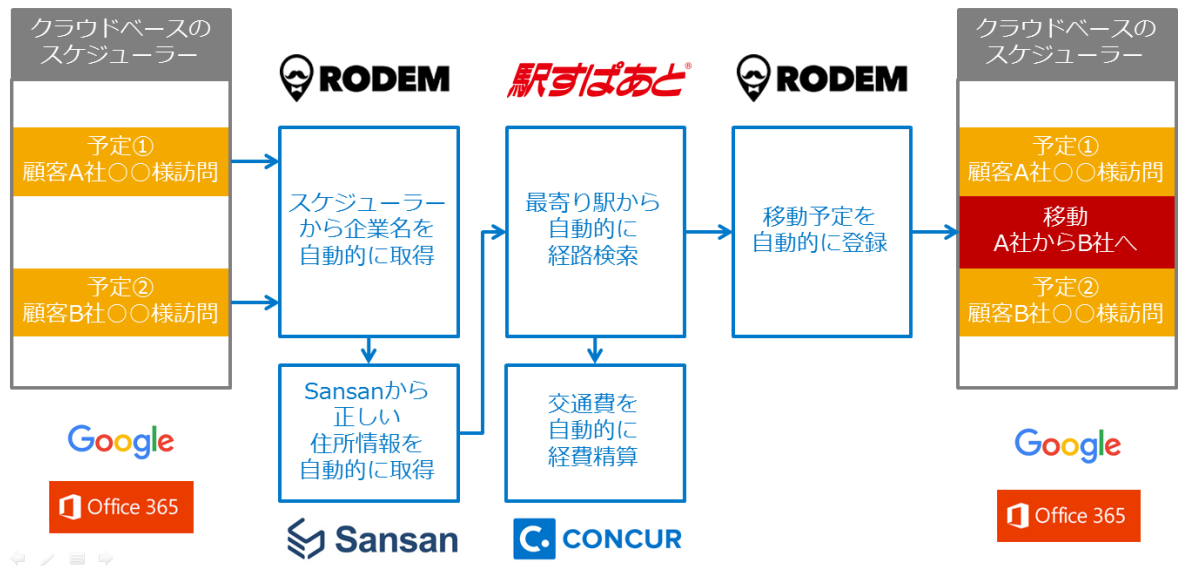 クラウドベースの
スケジューラー
予定①
顧客A社○○様訪問
予定②
顧客B社○○様訪問
Google
Office 365
RODEM
スケジューラー
から企業名を
自動的に取得
Sansanから
正しい
住所情報を
自動的に取得
Sansan
駅すぱあと®
最寄り駅から
自動的に
経路検索
交通費を
自動的に
経費精算
C.
CONCUR
RODEM
移動予定を
自動的に登録
クラウドベースの
スケジューラー
予定①
顧客A社○○様訪問
移動
A社からB社へ
予定②
顧客B社○○様訪問
Google
Office 365